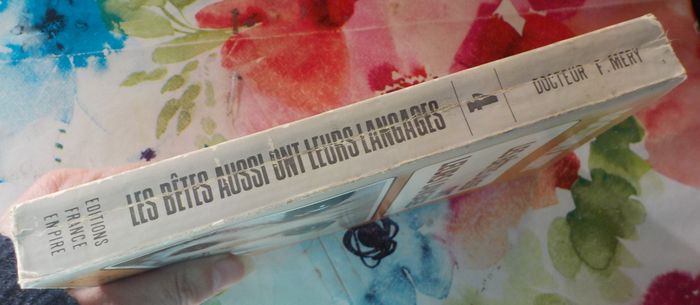 DOCTEUR F. MERY
LES BÊTES AUSSI ONT LEURS LANGAGES
EDITIONS
FRANCE
EMPIRE